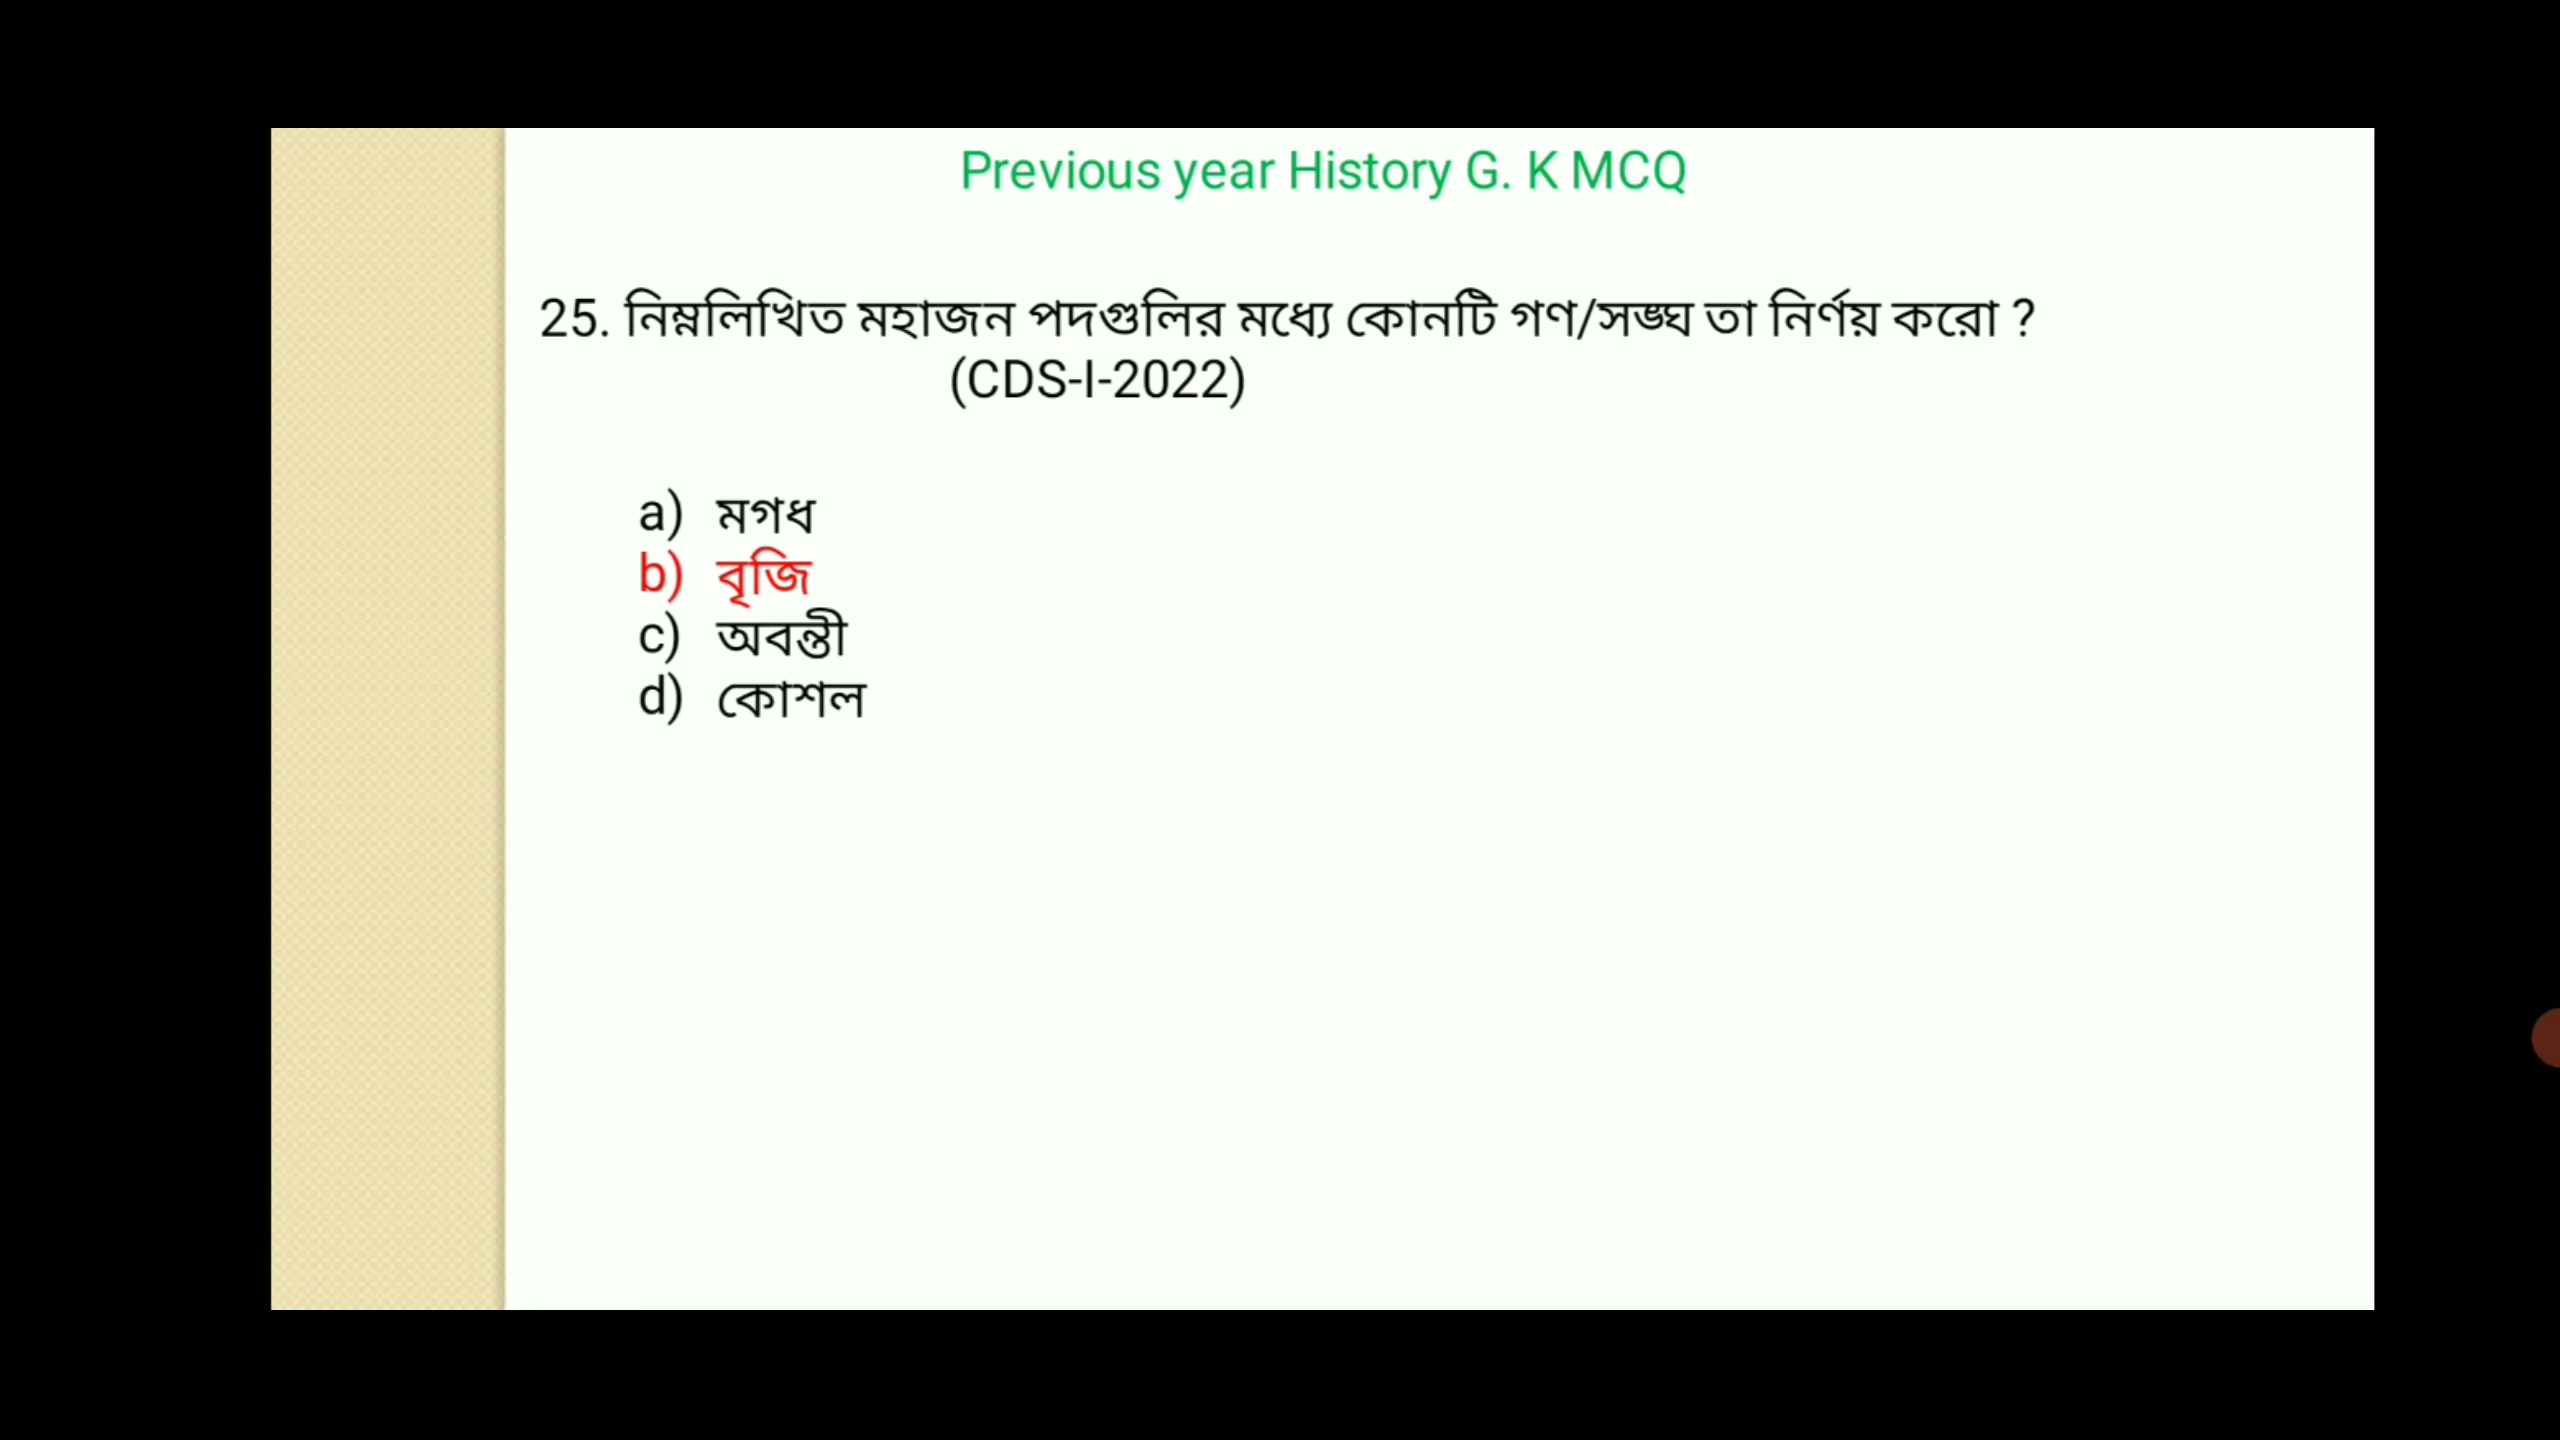 Previous year History G. K MCQ
25. নিম্নলিখিত মহাজন পদগুলির মধ্যে কোনটি গণ/সঙ্ঘ তা নির্ণয় করো ?
(CDS-I-2022)
a) মগধ
b) বৃজি
c) অবন্তী
d) কোশল